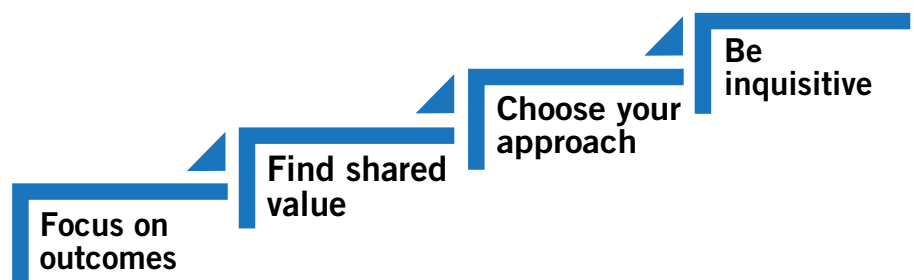 Focus on
outcomes
Find shared
value
Choose your
approach
Be
inquisitive